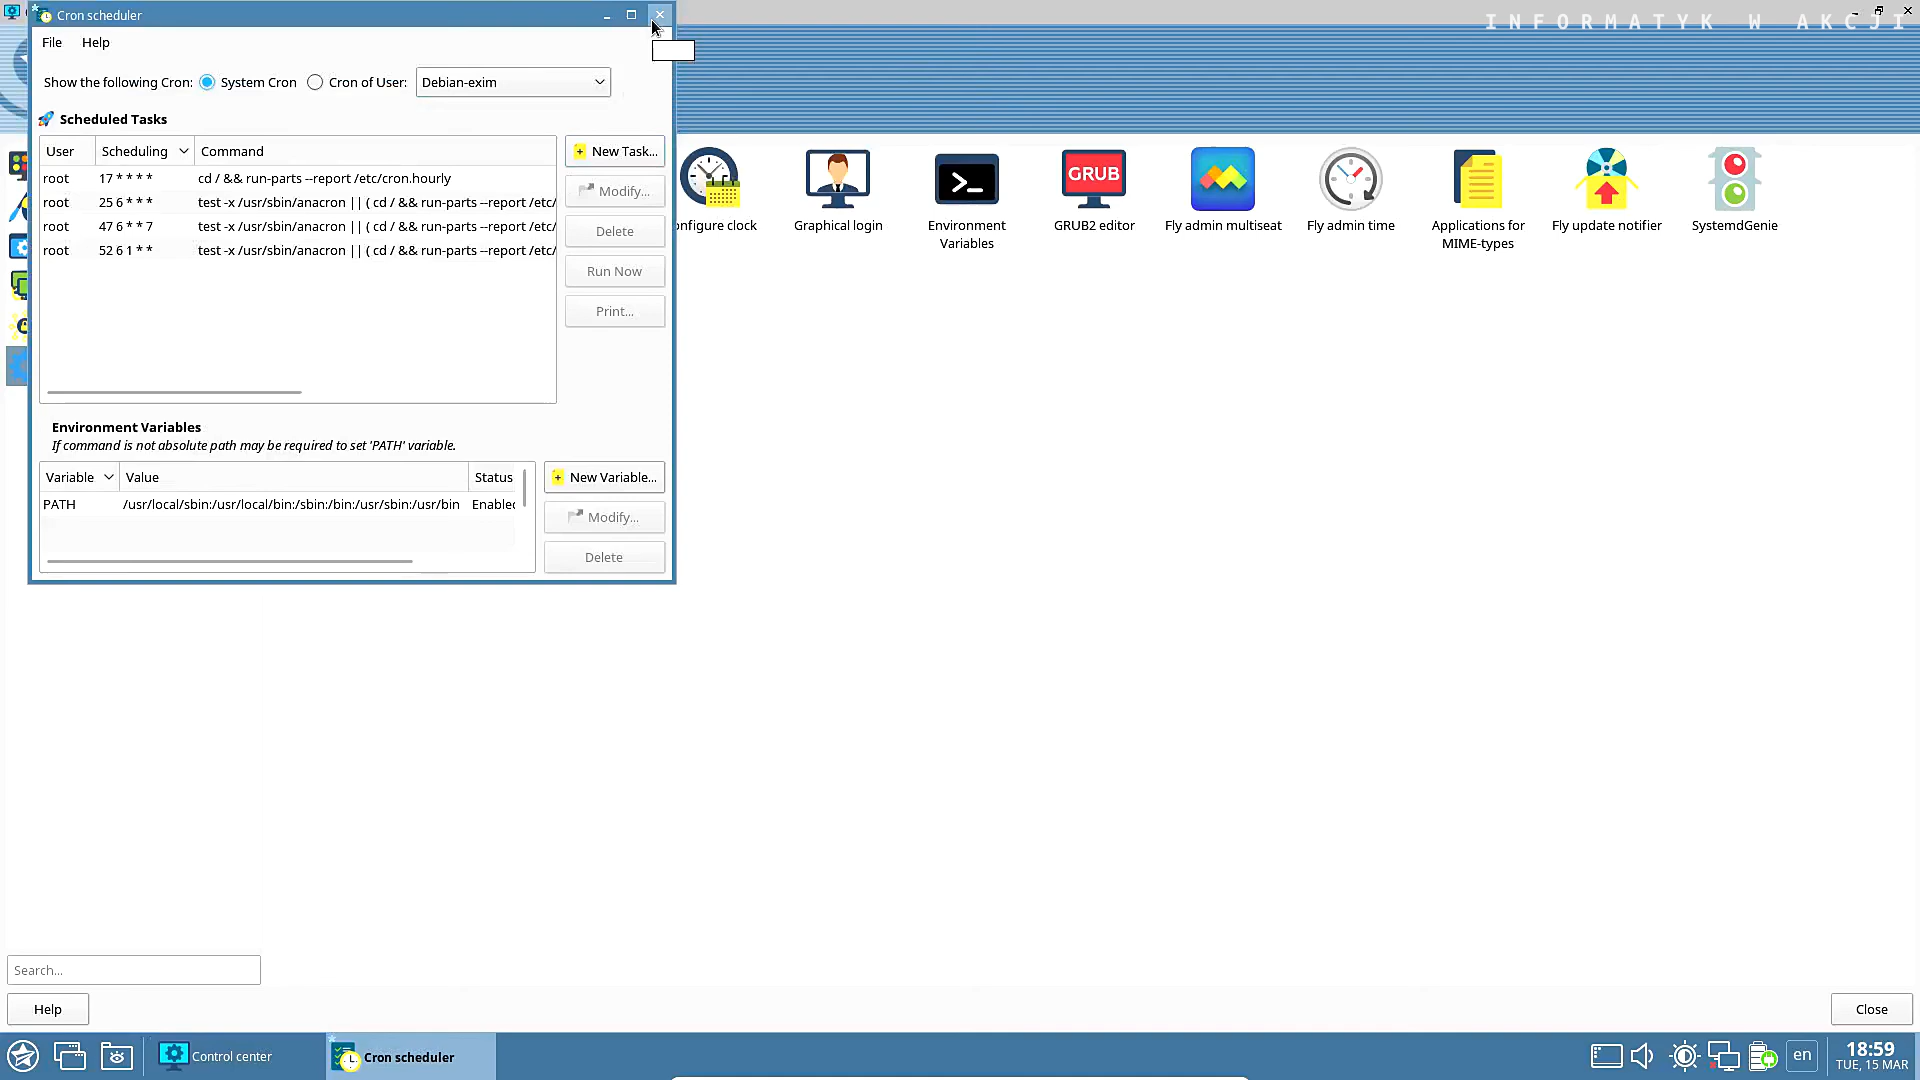 Cron scheduler
INFORMATYK W AKCJI
File Help
Show the following Cron: System Cron Cron of User: Debian-exim
Scheduled Tasks
User Scheduling Command
root 17 * * * * cd / && run-parts --report /etc/cron.hourly
root 25 6 * * * test -x /usr/sbin/anacron || ( cd / && run-parts --report /etc/
root 47 6 * * 7 test -x /usr/sbin/anacron || ( cd / && run-parts --report /etc/
root 52 6 1 * * test -x /usr/sbin/anacron || ( cd / && run-parts --report /etc/
New Task...
Modify...
Delete
Run Now
Print...
Environment Variables
If command is not absolute path may be required to set 'PATH' variable.
Variable Value Status
PATH /usr/local/sbin:/usr/local/bin:/sbin:/bin:/usr/sbin:/usr/bin Enabled
New Variable...
Modify...
Delete
onfigure clock
Graphical login
Environment
Variables
GRUB
GRUB2 editor
Fly admin multiseat
Fly admin time
Applications for
MIME-types
Fly update notifier
SystemdGenie
Search...
Help
Close
Control center
Cron scheduler
en
18:59
TUE, 15 MAR